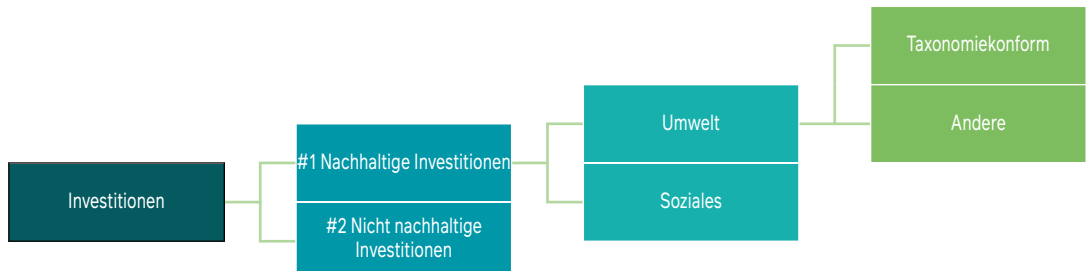 Investitionen
#1 Nachhaltige Investitionen
#2 Nicht nachhaltige
Investitionen
Umwelt
Soziales
Taxonomiekonform
Andere